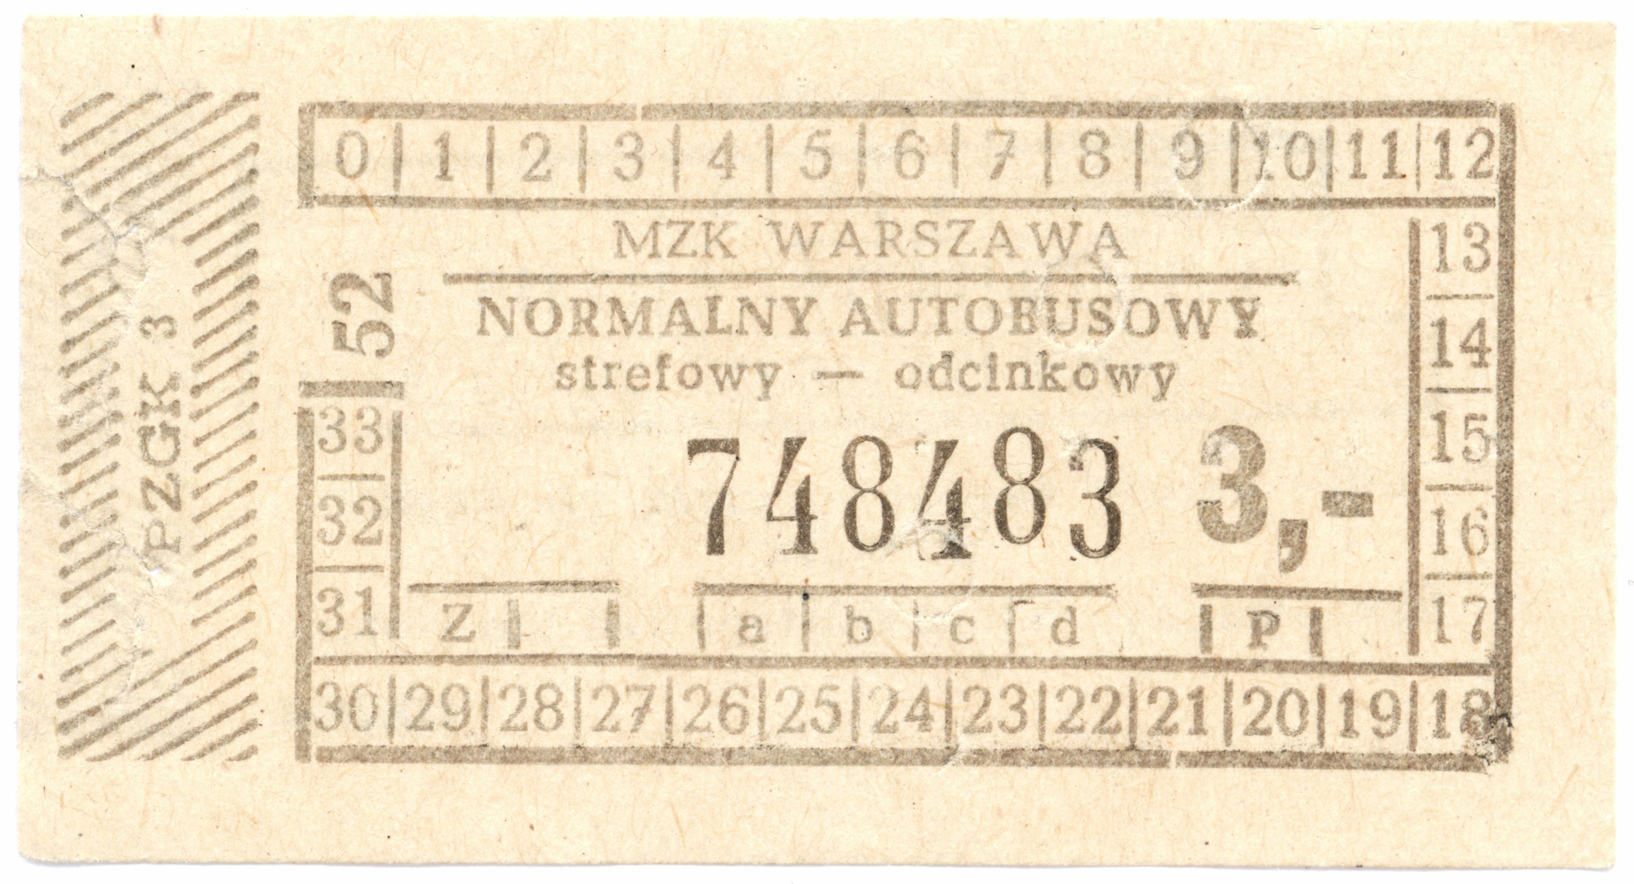 PZGK 3
0 | 1 | 2 | 3 | 4 | 5 | 6 | 7 | 8 | 9 | 10 | 11 | 12
MZK WARSZAWA
NORMALNY AUTOBUSOWY
strefowy — odcinkowy
748483 3,-
Z | | | a | b | c | d | P |
52
33
32
31
13
14
15
16
17
30 | 29 | 28 | 27 | 26 | 25 | 24 | 23 | 22 | 21 | 20 | 19 | 18